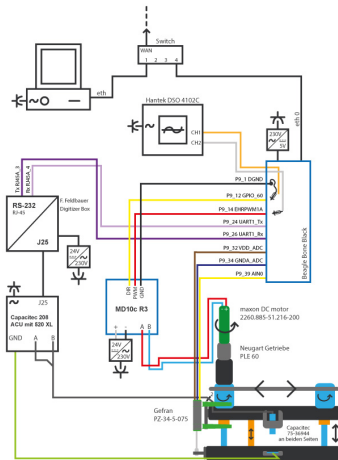 Switch
WAN
1 2 3 4
eth
eth 0
Hantek DSO 4102C
CH1
CH2
230V
5V
Tx RJ45A_3
Rx RJ45A_4
P9_1 DGND
P9_12 GPIO_60
P9_14 EHRPWM1A
P9_24 UART1_Tx
P9_26 UART1_Rx
P9_32 VDD_ADC
P9_34 GNDA_ADC
P9_39 AIN0
Beagle Bone Black
RS-232
RJ-45
J25
F. Feldbauer
Digitizer Box
24V
230V
J25
Capacitec 208
ACU mit 520 XL
GND A B
DIR
PWM
GND
MD10c R3
+ - A B
24V
230V
maxon DC motor
2260.885-51.216-200
Neugart Getriebe
PLE 60
Gefran
PZ-34-S-075
Capacitec
75-36944
an beiden Seiten